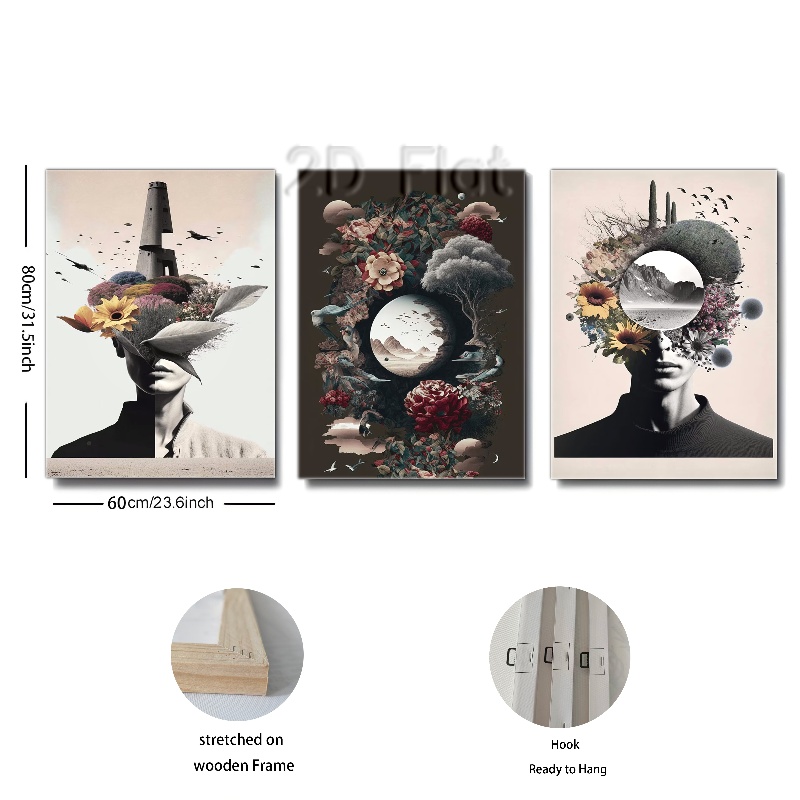 2D Flat
80cm/31.5inch
60cm/23.6inch
stretched on
wooden Frame
Hook
Ready to Hang